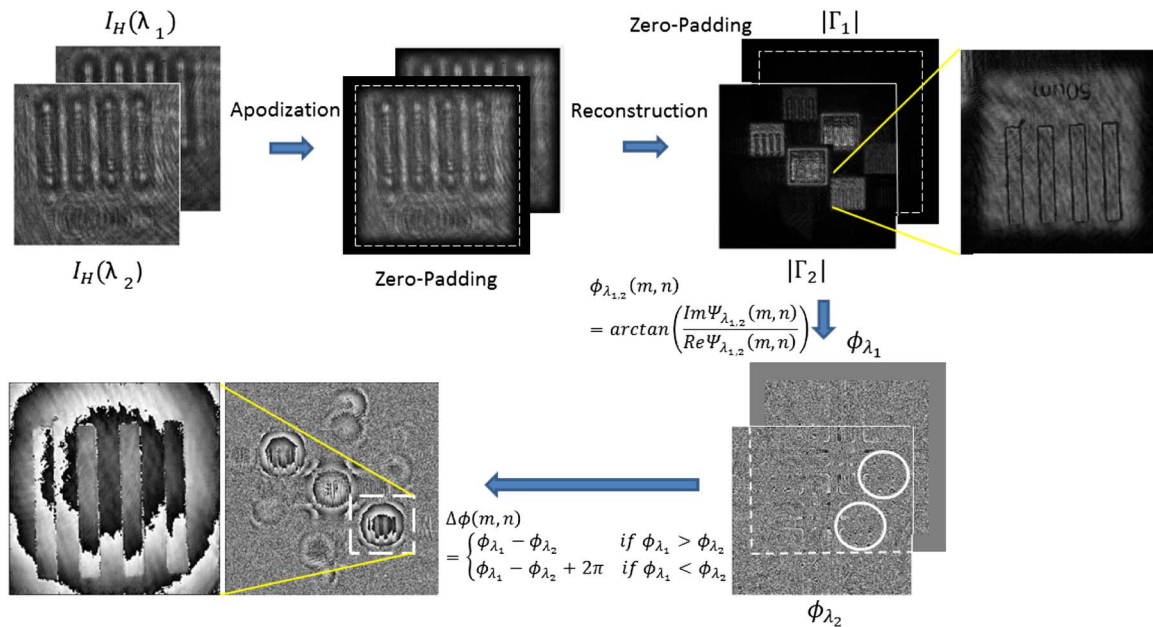 I_H(λ_1)
I_H(λ_2)
Apodization
Zero-Padding
Reconstruction
Zero-Padding
|Γ_1|
|Γ_2|
50um
ϕ_{λ_{1,2}}(m, n)
= arctan(ImΨ_{λ_{1,2}}(m, n) / ReΨ_{λ_{1,2}}(m, n))
ϕ_{λ_1}
ϕ_{λ_2}
Δϕ(m, n)
= { ϕ_{λ_1} − ϕ_{λ_2} if ϕ_{λ_1} > ϕ_{λ_2}
ϕ_{λ_1} − ϕ_{λ_2} + 2π if ϕ_{λ_1} < ϕ_{λ_2}